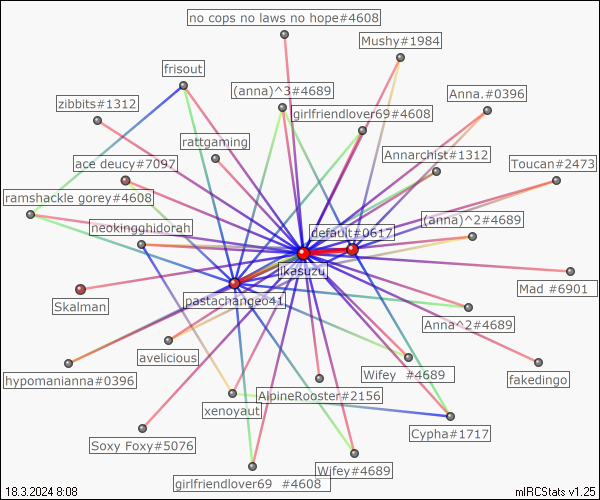 no cops no laws no hope#4608
Mushy#1984
frisout
(anna)^3#4689
Anna.#0396
zibbits#1312
girlfriendlover69#4608
rattgaming
Annarchist#1312
ace deucy#7097
Toucan#2473
ramshackle gorey#4608
(anna)^2#4689
neokingghidorah
default#0617
Ikasuzu
Mad #6901
pastachangeo41
Skalman
Anna^2#4689
avelicious
Wifey #4689
hypomanianna#0396
fakedingo
AlpineRooster#2156
xenoyaut
Cypha#1717
Soxy Foxy#5076
Wifey#4689
girlfriendlover69 #4608
18.3.2024 8:08
mIRCStats v1.25